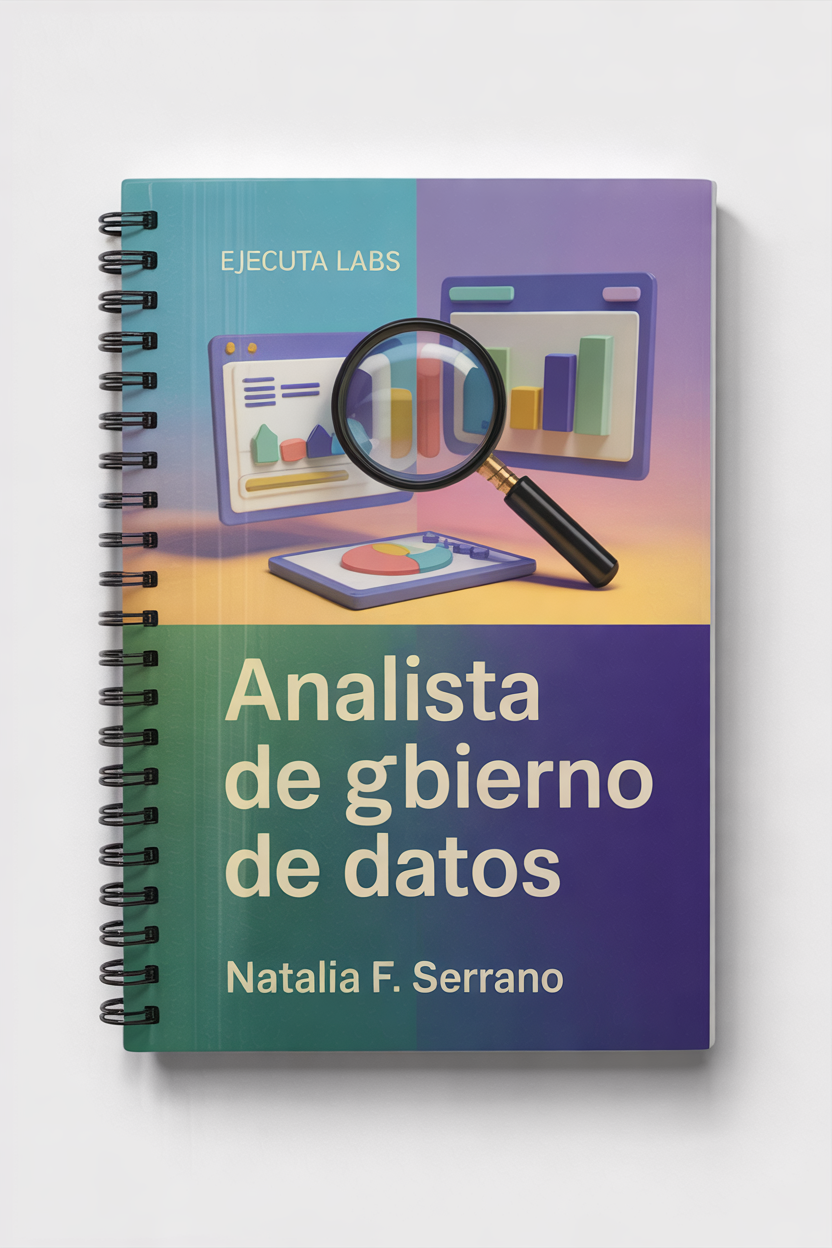 EJECUTA LABS
Analista
de gbierno
de datos
Natalia F. Serrano